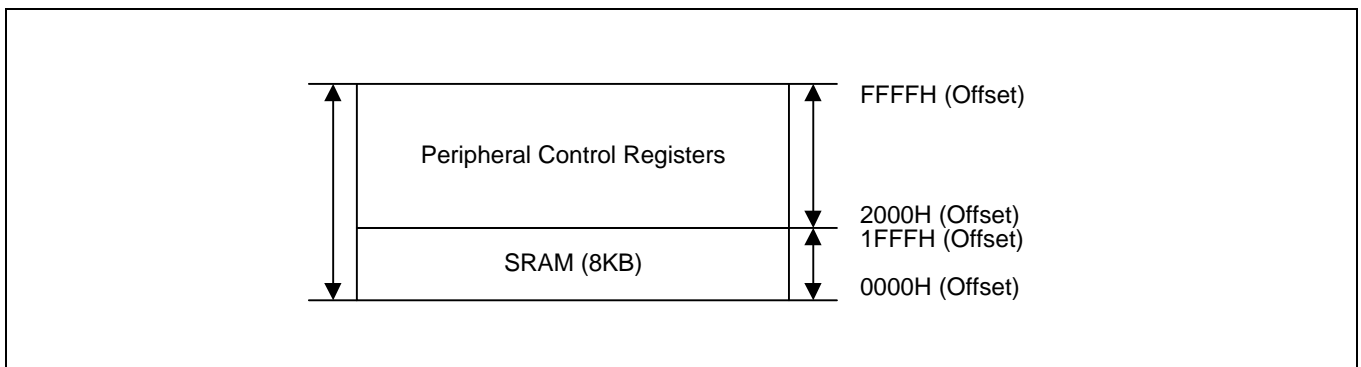 FFFFH (Offset)
Peripheral Control Registers
2000H (Offset)
1FFFH (Offset)
SRAM (8KB)
0000H (Offset)